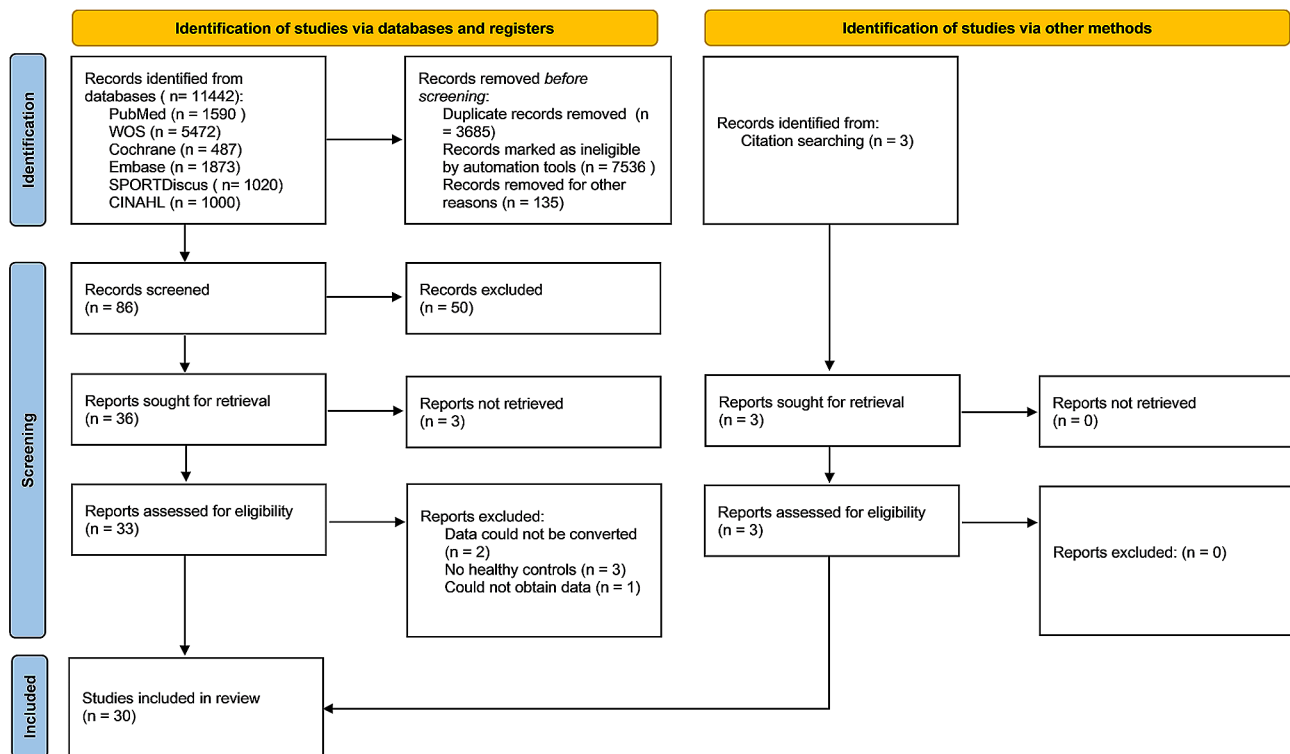 Identification of studies via databases and registers
Identification of studies via other methods
Identification
Records identified from
databases ( n= 11442):
PubMed (n = 1590 )
WOS (n = 5472)
Cochrane (n = 487)
Embase (n = 1873)
SPORTDiscus ( n= 1020)
CINAHL (n = 1000)
Records removed before
screening:
Duplicate records removed  (n
= 3685)
Records marked as ineligible
by automation tools (n = 7536 )
Records removed for other
reasons (n = 135)
Records identified from:
Citation searching (n = 3)
Screening
Records screened
(n = 86)
Records excluded
(n = 50)
Reports sought for retrieval
(n = 36)
Reports not retrieved
(n = 3)
Reports sought for retrieval
(n = 3)
Reports not retrieved
(n = 0)
Reports assessed for eligibility
(n = 33)
Reports excluded:
Data could not be converted
(n = 2)
No healthy controls (n = 3)
Could not obtain data (n = 1)
Reports assessed for eligibility
(n = 3)
Reports excluded: (n = 0)
Included
Studies included in review
(n = 30)